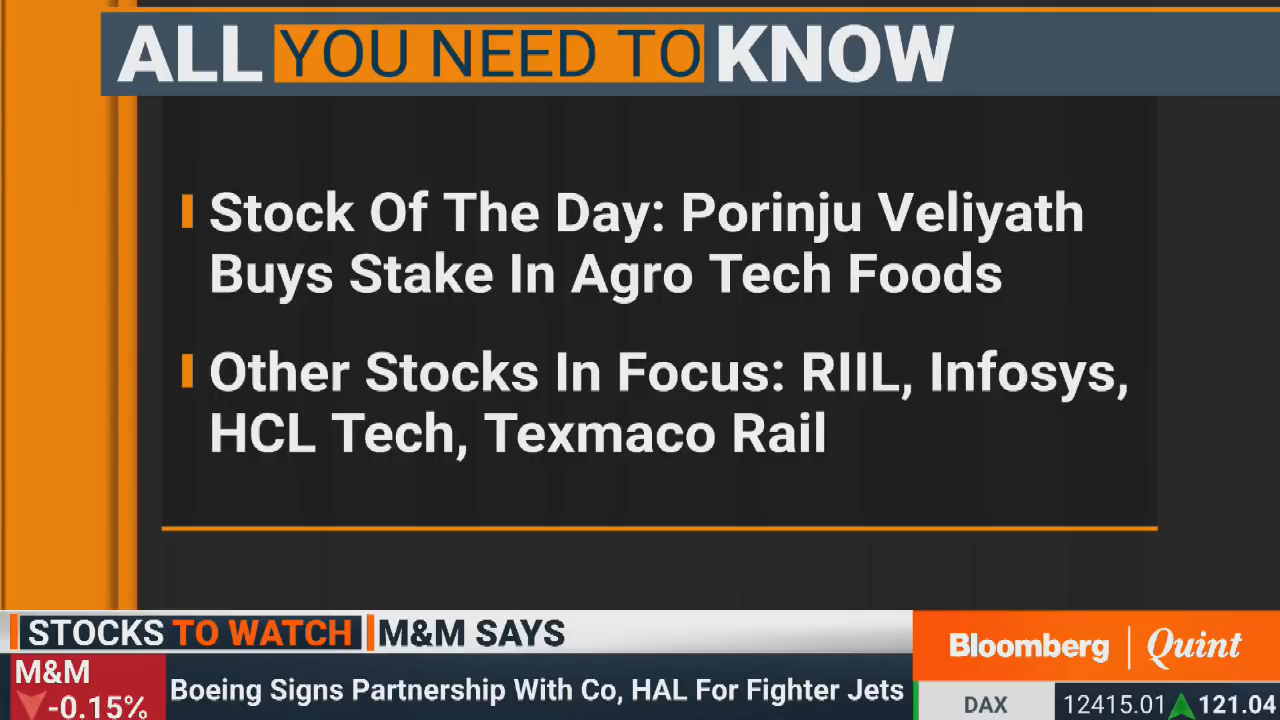 ALL YOU NEED TO KNOW
Stock Of The Day: Porinju Veliyath
Buys Stake In Agro Tech Foods
Other Stocks In Focus: RIIL, Infosys,
HCL Tech, Texmaco Rail
STOCKS TO WATCH M&M SAYS
M&M
-0.15%
Boeing Signs Partnership With Co, HAL For Fighter Jets
Bloomberg | Quint
DAX 12415.01 121.04